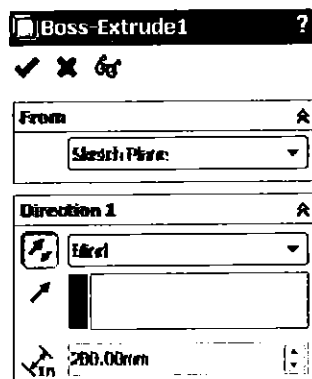 Boss-Extrude1 ?
From
Sketch Plane
Direction 1
Blind
200.00mm